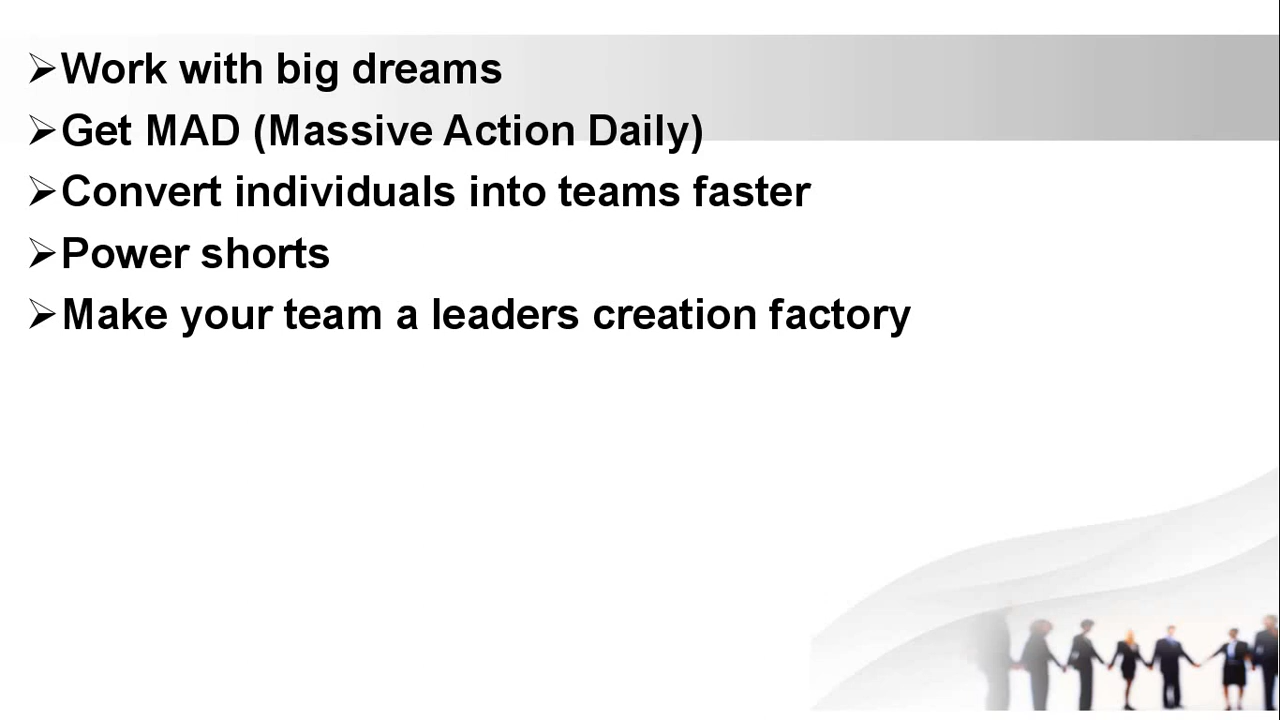 ➢Work with big dreams
➢Get MAD (Massive Action Daily)
➢Convert individuals into teams faster
➢Power shorts
➢Make your team a leaders creation factory